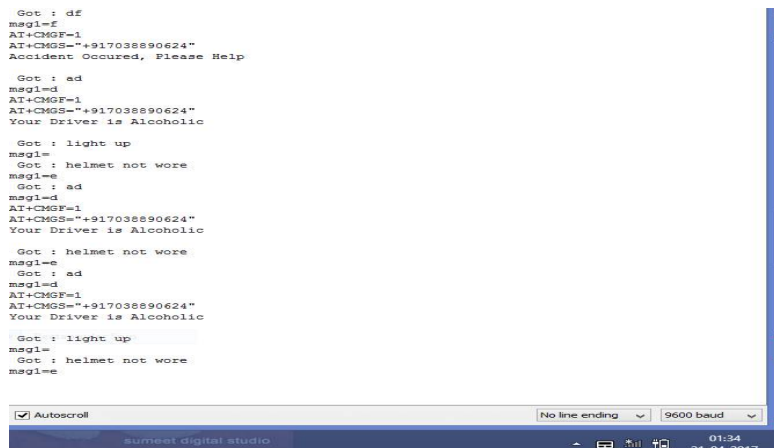 Got : df
msg1=f
AT+CMGF=1
AT+CMGS="+917038890624"
Accident Occured, Please Help
Got : ad
msg1=d
AT+CMGF=1
AT+CMGS="+917038890624"
Your Driver is Alcoholic
Got : light up
msg1=
Got : helmet not wore
msg1=e
Got : ad
msg1=d
AT+CMGF=1
AT+CMGS="+917038890624"
Your Driver is Alcoholic
Got : helmet not wore
msg1=e
Got : ad
msg1=d
AT+CMGF=1
AT+CMGS="+917038890624"
Your Driver is Alcoholic
Got : light up
msg1=
Got : helmet not wore
msg1=e
Autoscroll No line ending 9600 baud
sumeet digital studio 01:34